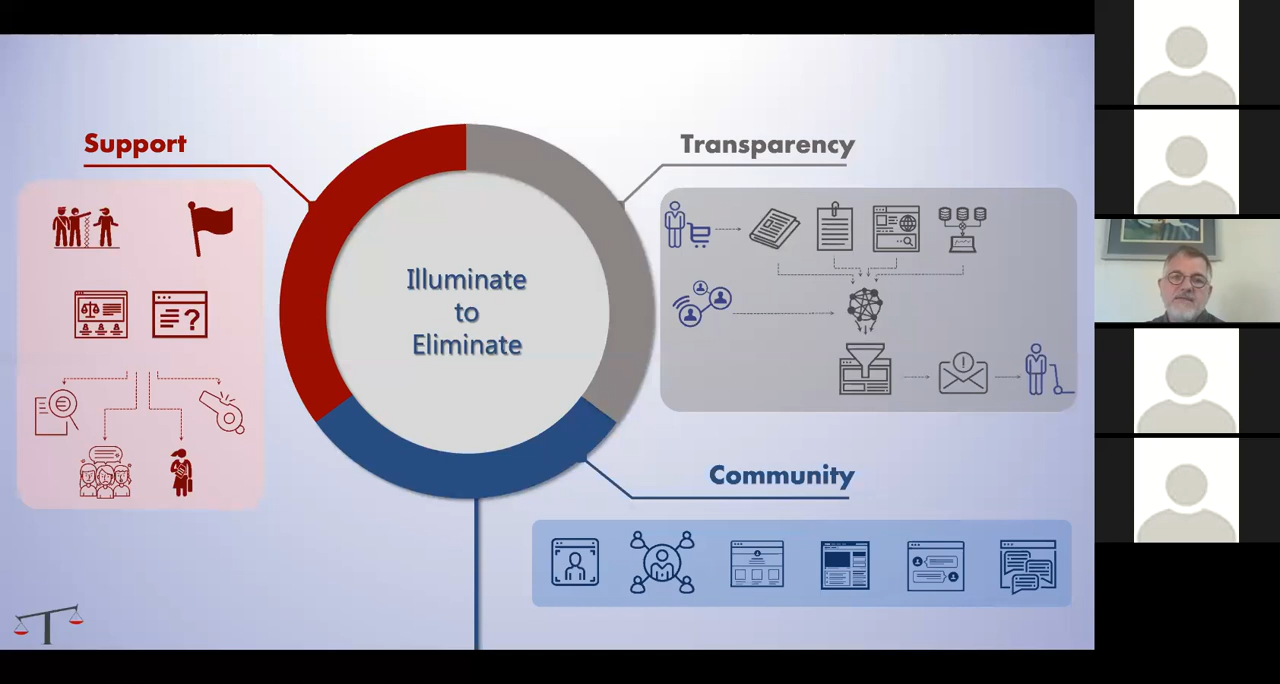 Support
Transparency
Illuminate
to
Eliminate
Community